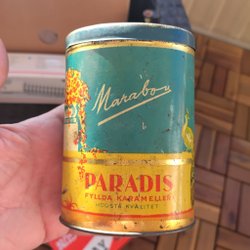 Marabou
PARADIS
FYLLDA KARAMELLER
HÖGSTA KVALITET